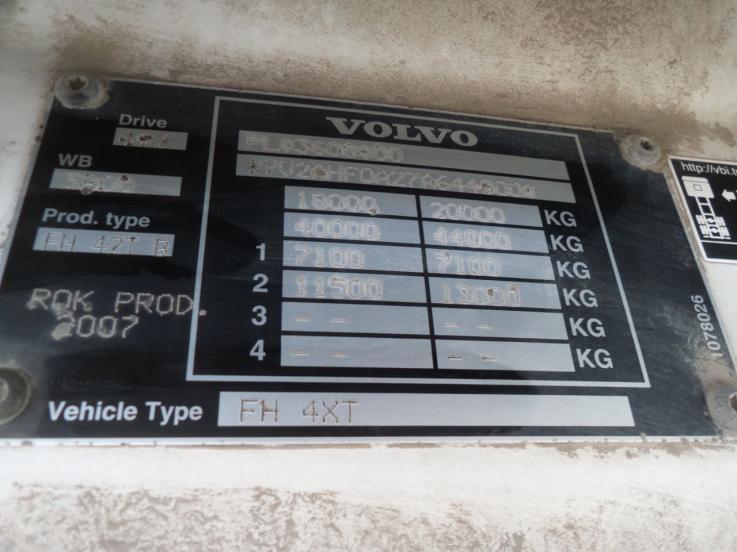 VOLVO
Drive
WB
18000 20000 KG
Prod. type
40000 44000 KG
FH 42T B
1 7100 7100 KG
2 11500 13000 KG
ROK PROD.
2007
3 -- -- KG
4 -- -- KG
Vehicle Type FH 4XT
1078026